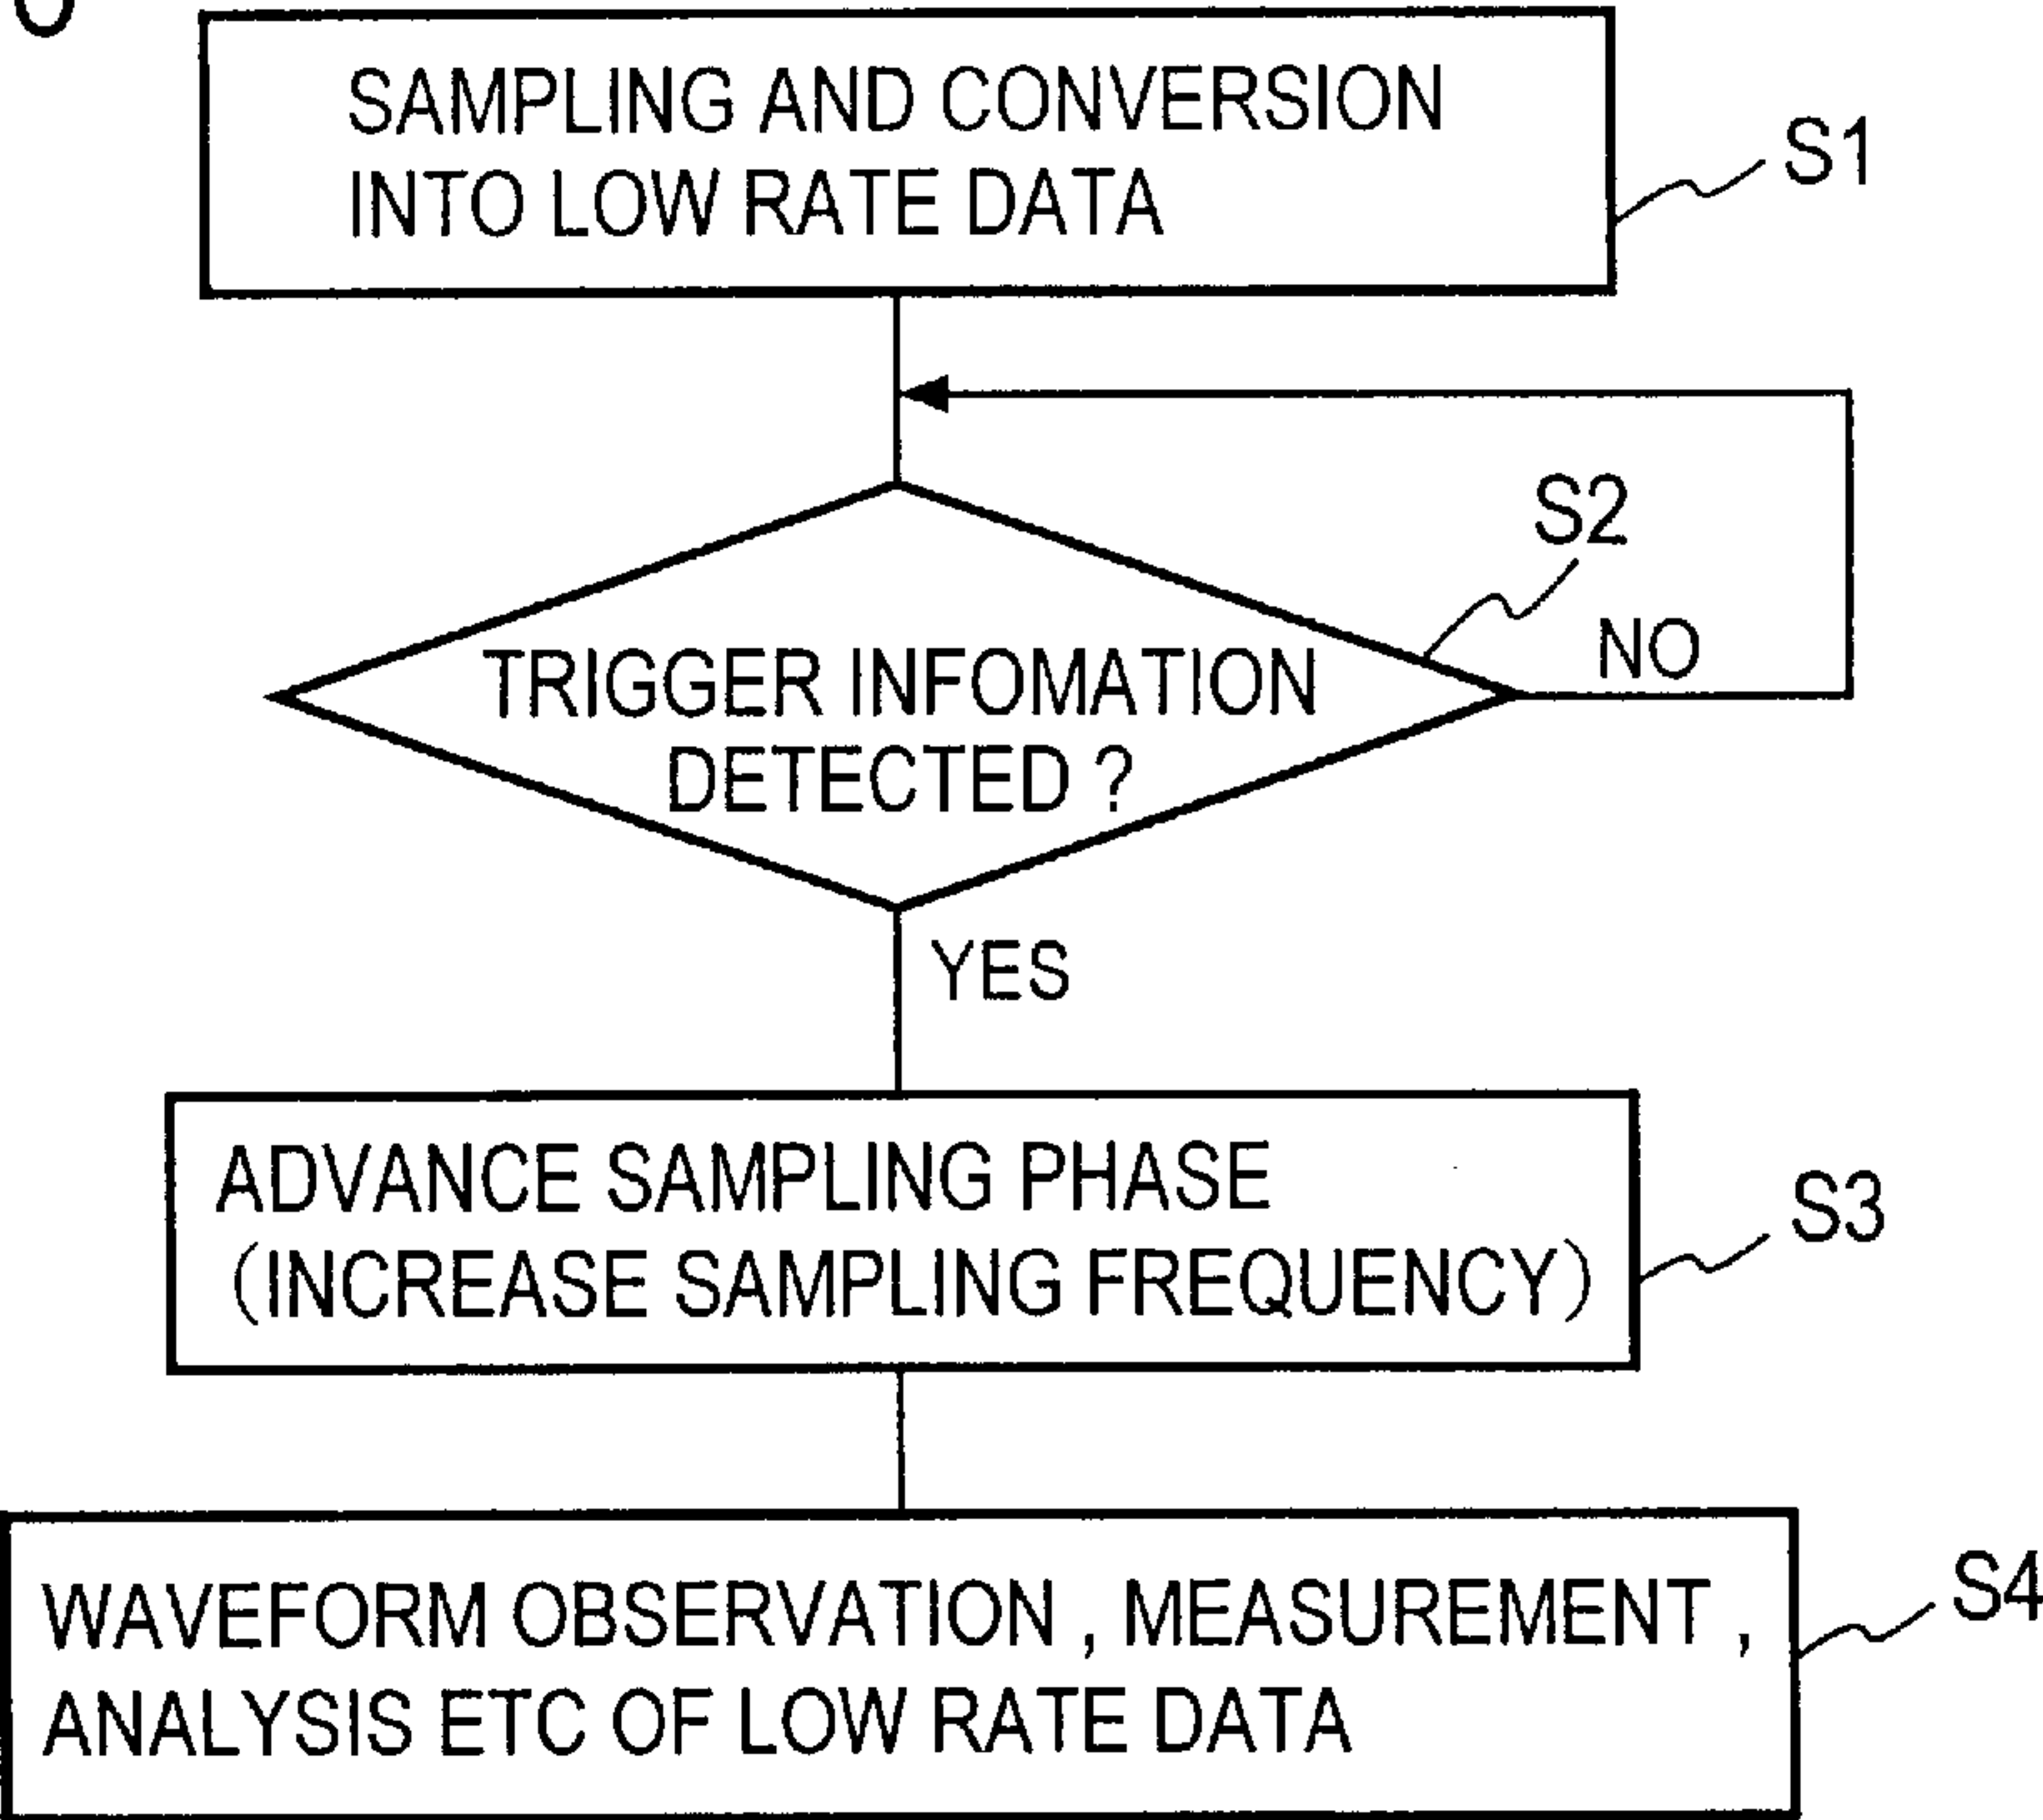 SAMPLING AND CONVERSION
INTO LOW RATE DATA
S1
S2
NO
TRIGGER INFOMATION
DETECTED ?
YES
ADVANCE SAMPLING PHASE
(INCREASE SAMPLING FREQUENCY)
S3
WAVEFORM OBSERVATION , MEASUREMENT ,
ANALYSIS ETC OF LOW RATE DATA
S4